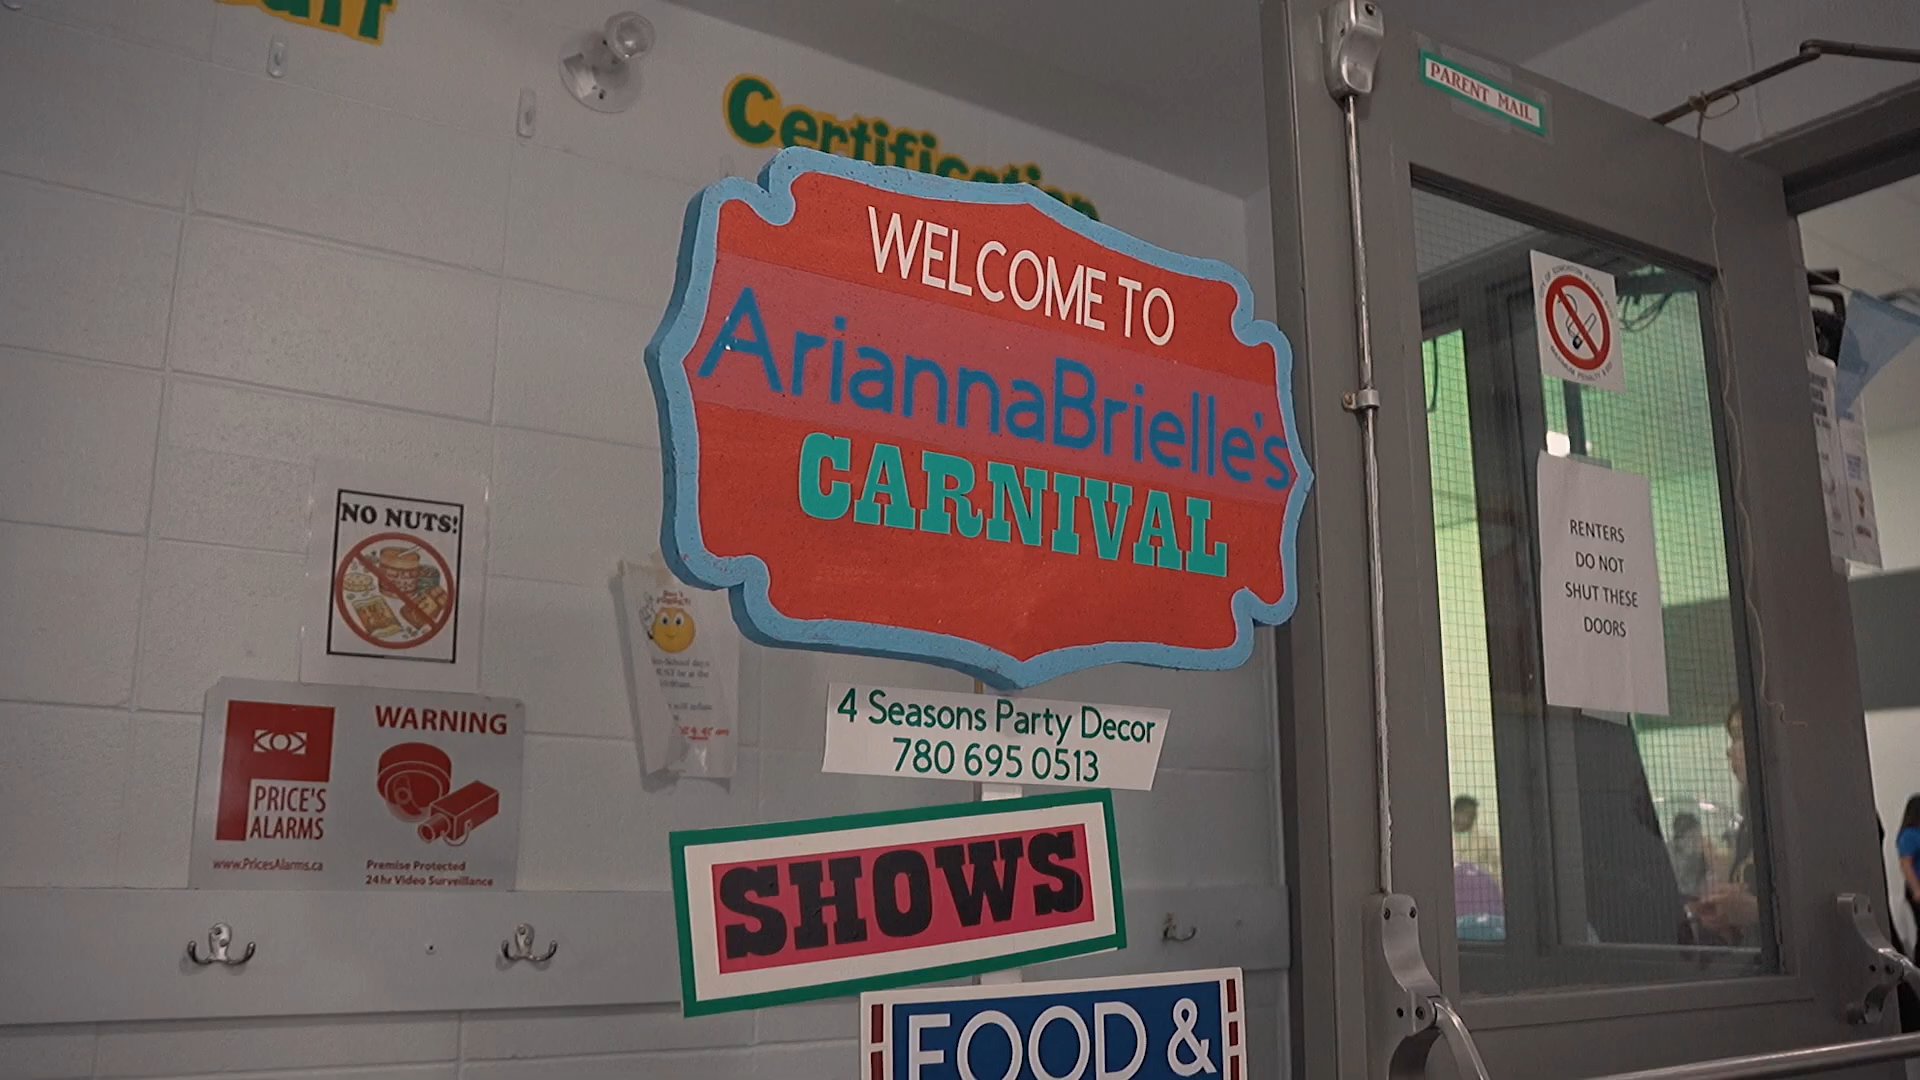 Certification
PARENT MAIL
WELCOME TO
AriannaBrielle's
CARNIVAL
NO NUTS!
RENTERS
DO NOT
SHUT THESE
DOORS
4 Seasons Party Decor
780 695 0513
PRICE'S
ALARMS
www.PricesAlarms.ca
WARNING
Premise Protected
24hr Video Surveillance
SHOWS
FOOD &